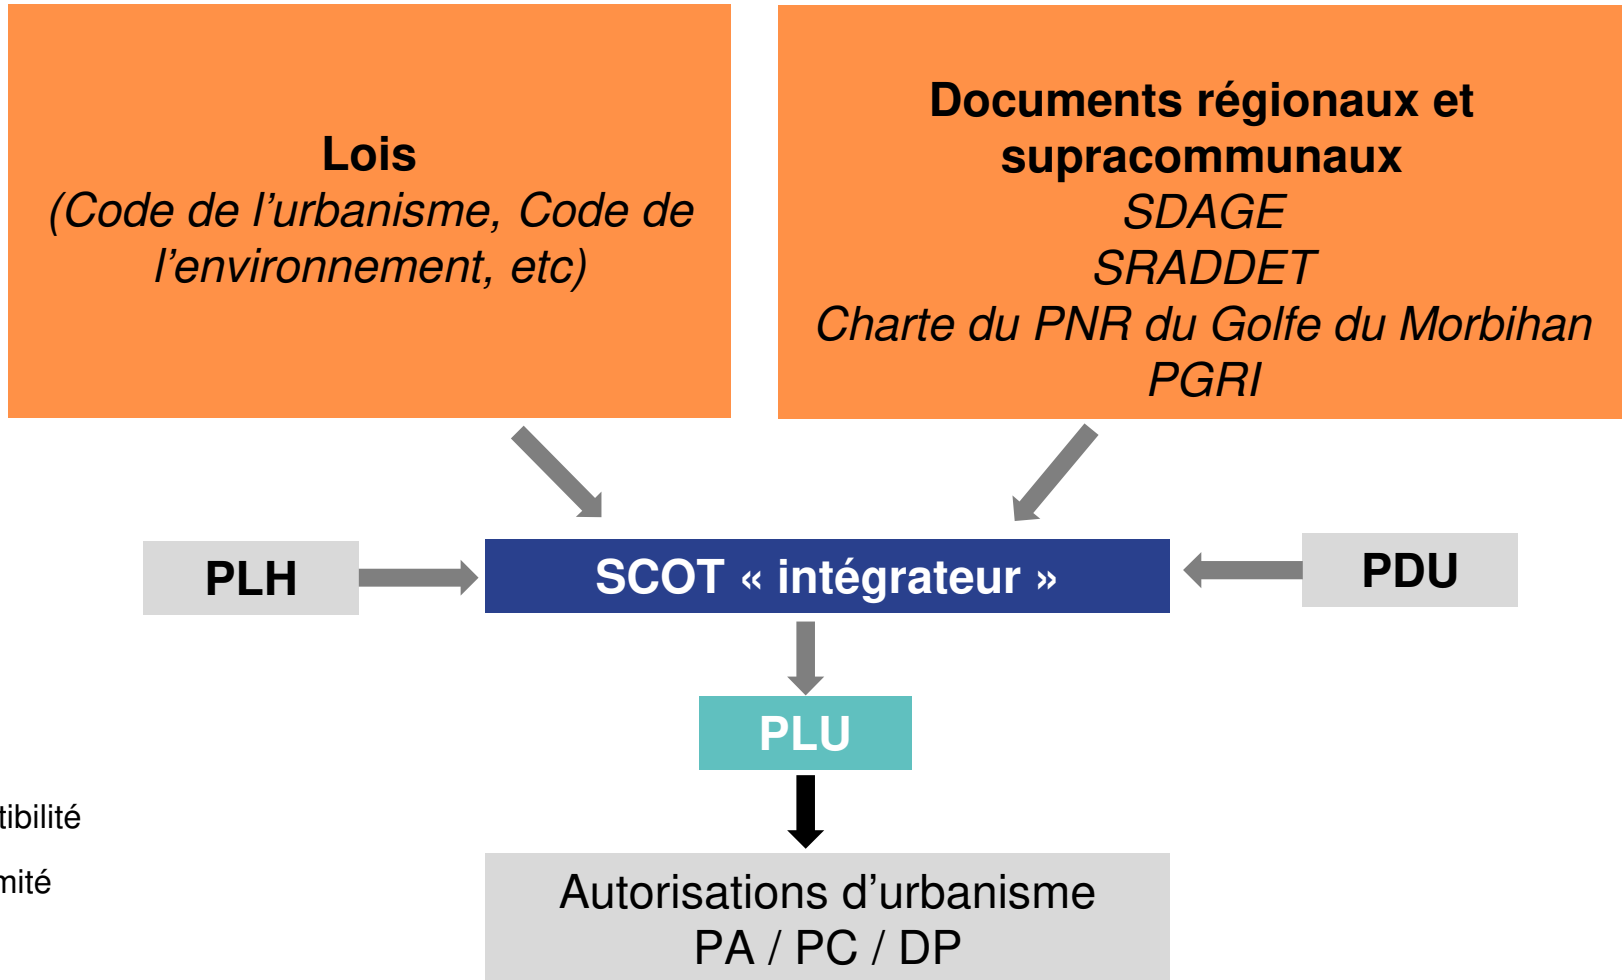 Lois
(Code de l'urbanisme, Code de
l'environnement, etc)
Documents régionaux et
supracommunaux
SDAGE
SRADDET
Charte du PNR du Golfe du Morbihan
PGRI
PLH
SCOT « intégrateur »
PDU
PLU
tibilité
mité
Autorisations d'urbanisme
PA / PC / DP